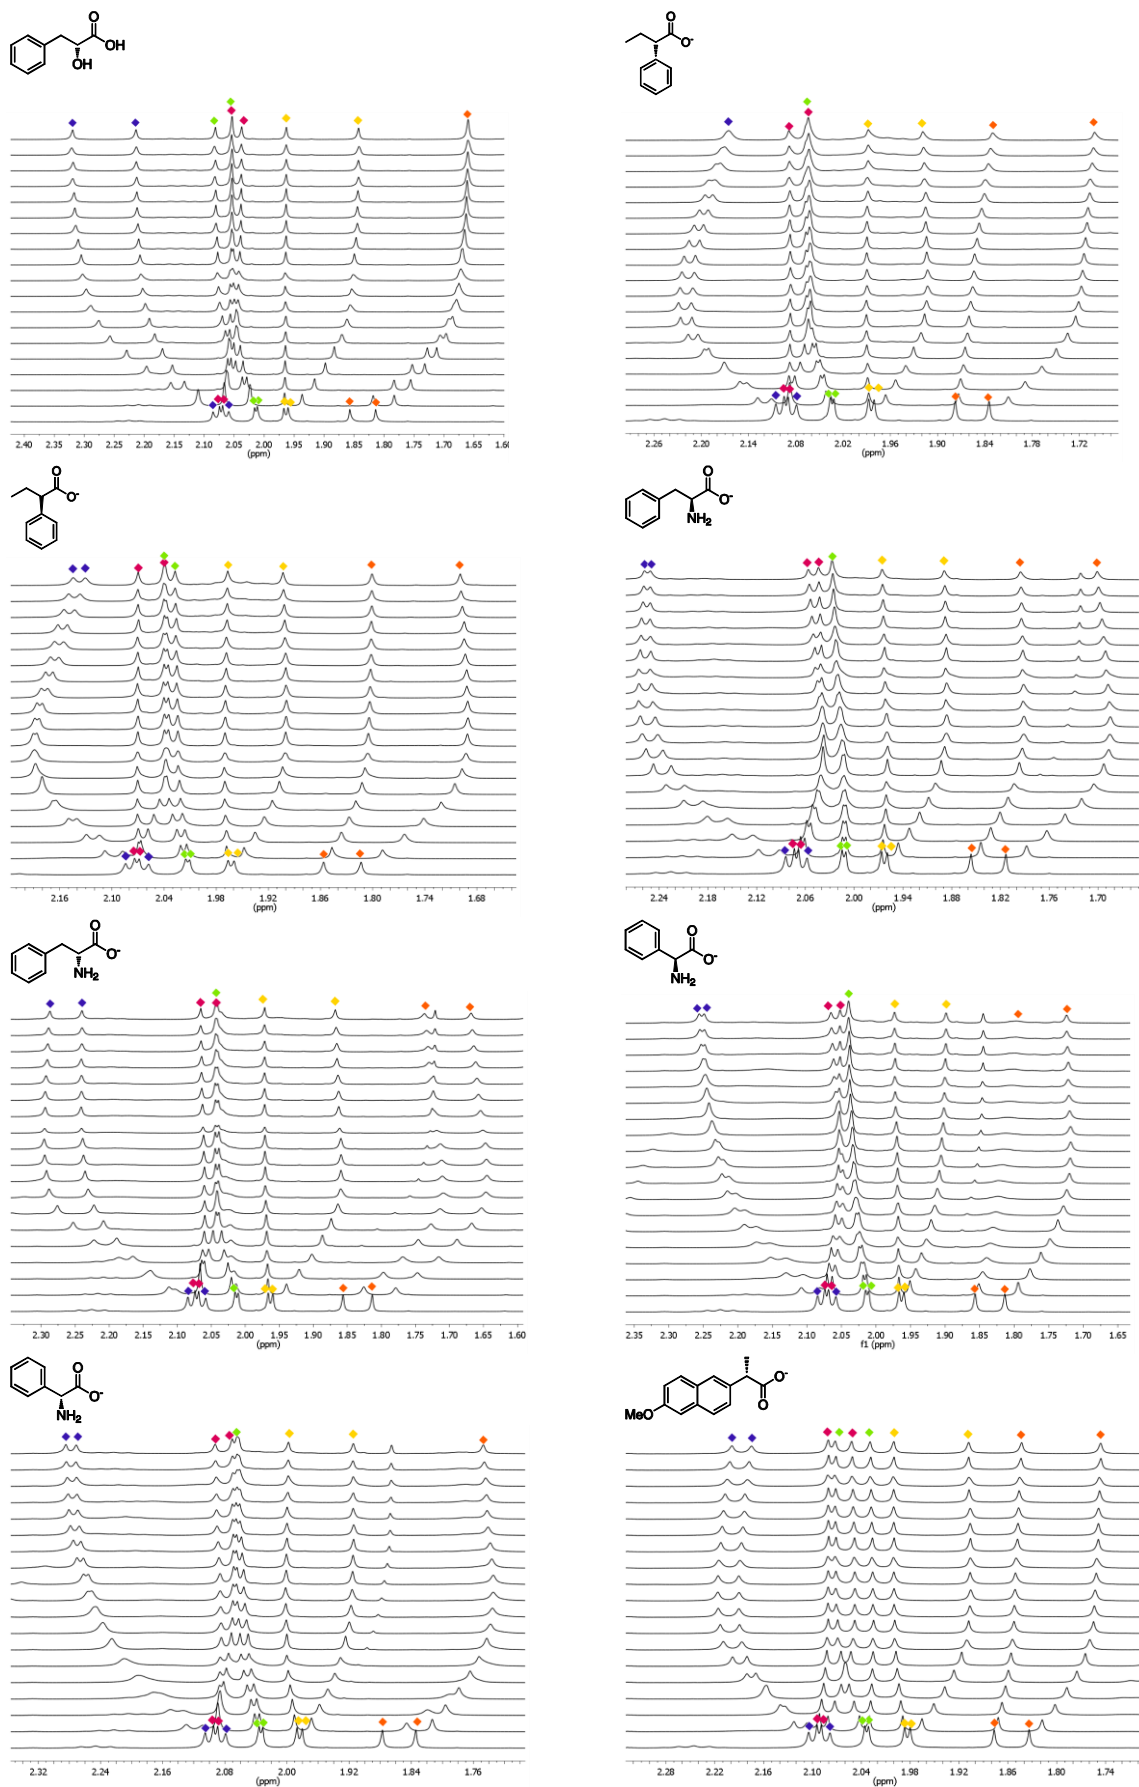 O
OH
OH
O
O-
2.40 2.35 2.30 2.25 2.20 2.15 2.10 2.05 2.00 1.95 1.90 1.85 1.80 1.75 1.70 1.65 1.60
(ppm)
2.26 2.20 2.14 2.08 2.02 1.96 1.90 1.84 1.78 1.72
(ppm)
O
O-
O
O-
NH2
2.16 2.10 2.04 1.98 1.92 1.86 1.80 1.74 1.68
(ppm)
2.24 2.18 2.12 2.06 2.00 1.94 1.88 1.82 1.76 1.70
(ppm)
O
O-
NH2
O
O-
NH2
2.30 2.25 2.20 2.15 2.10 2.05 2.00 1.95 1.90 1.85 1.80 1.75 1.70 1.65 1.60
(ppm)
2.35 2.30 2.25 2.20 2.15 2.10 2.05 2.00 1.95 1.90 1.85 1.80 1.75 1.70 1.65
f1 (ppm)
O
O-
NH2
MeO
O-
O
2.32 2.24 2.16 2.08 2.00 1.92 1.84 1.76
(ppm)
2.28 2.20 2.12 2.04 1.96 1.88 1.80 1.72
(ppm)